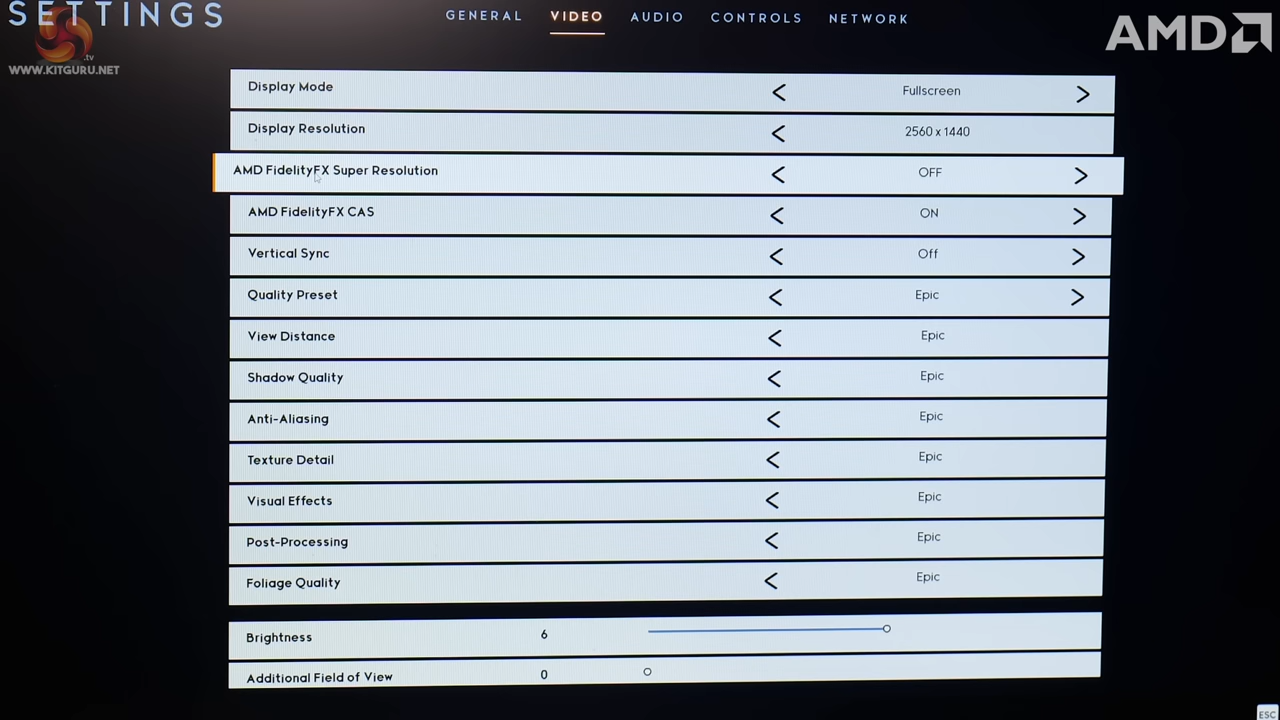 SETTINGS
GENERAL VIDEO AUDIO CONTROLS NETWORK
AMD
.tv
WWW.KITGURU.NET
Display Mode Fullscreen
Display Resolution 2560 x 1440
AMD FidelityFX Super Resolution OFF
AMD FidelityFX CAS ON
Vertical Sync Off
Quality Preset Epic
View Distance Epic
Shadow Quality Epic
Anti-Aliasing Epic
Texture Detail Epic
Visual Effects Epic
Post-Processing Epic
Foliage Quality Epic
Brightness 6
Additional Field of View 0
ESC